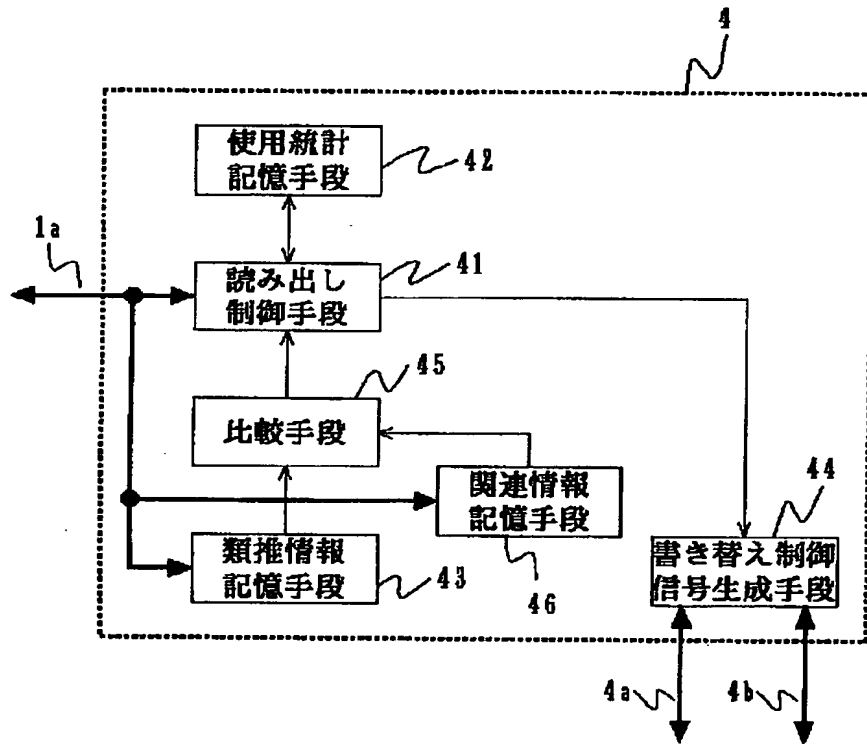 4
使用統計
記憶手段
42
1a
読み出し
制御手段
41
45
比較手段
関連情報
記憶手段
44
類推情報
記憶手段
43
46
書き替え制御
信号生成手段
4a
4b